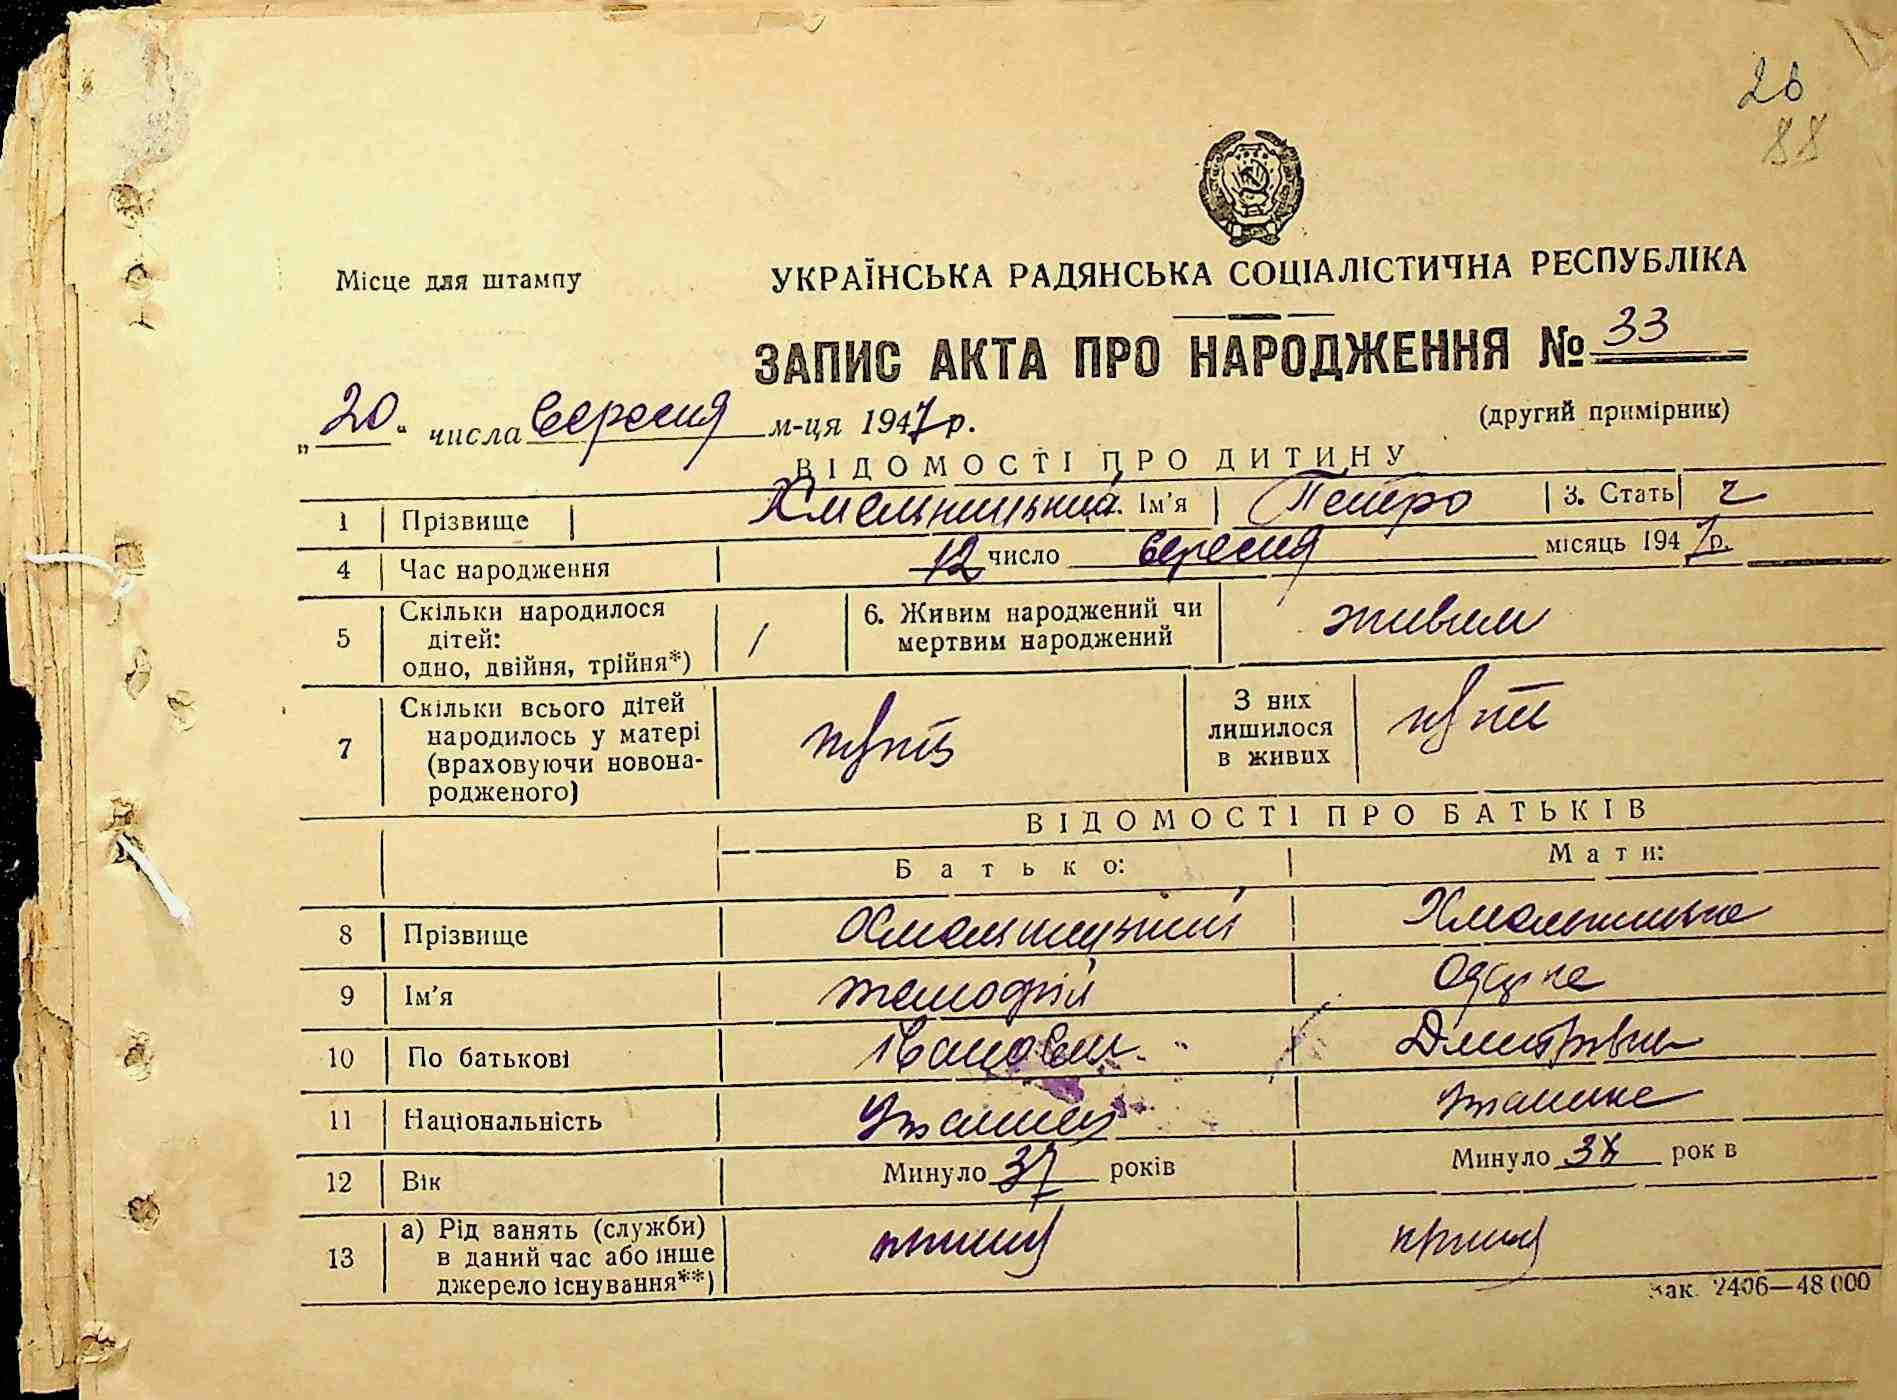 26
88
Місце для штампу
УКРАЇНСЬКА РАДЯНСЬКА СОЦІАЛІСТИЧНА РЕСПУБЛІКА
ЗАПИС АКТА ПРО НАРОДЖЕННЯ № 33
(другий примірник)
„20“ числа вересня м-ця 1947 р.
ВІДОМОСТІ ПРО ДИТИНУ
1 Прізвище Хмельницький. Ім'я Петро 3. Стать ч
4 Час народження 12 число вересня місяць 1947р.
5 Скільки народилося дітей: одно, двійня, трійня*) 1 6. Живим народжений чи мертвим народжений живим
7 Скільки всього дітей народилось у матері (враховуючи новонародженого) З них лишилося в живих
ВІДОМОСТІ ПРО БАТЬКІВ
Батько: Мати:
8 Прізвище Хмельницький Хмельницька
9 Ім'я
10 По батькові Іванович Дмитрівна
11 Національність
12 Вік Минуло 37 років Минуло 38 рок в
13 а) Рід занять (служби) в даний час або інше джерело існування**)
Зак. 2406—48 000